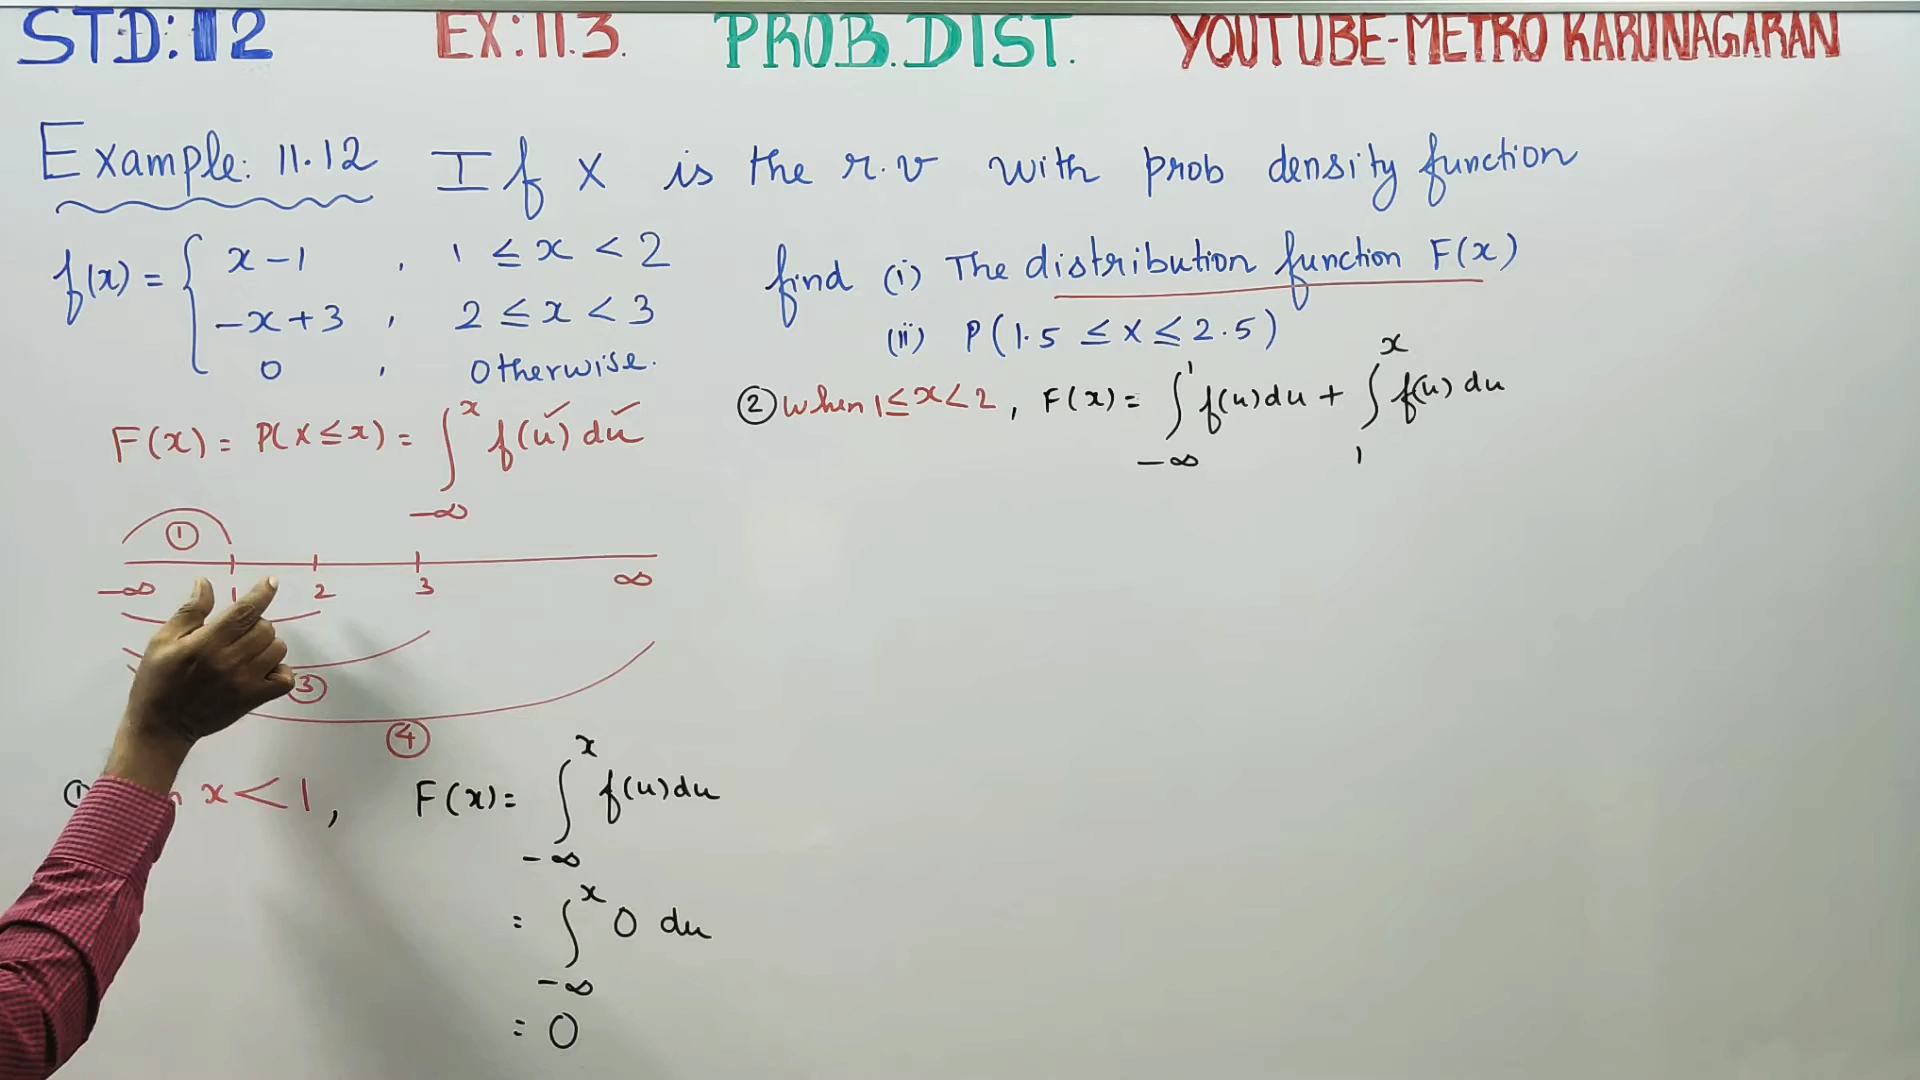 STD:12 EX:11.3. PROB.DIST. YOUTUBE-METRO KARUNAGARAN
Example: 11.12 If X is the r.v with prob density function
f(x) = { x-1 , 1 ≤ x < 2
-x+3 , 2 ≤ x < 3
0 , Otherwise.
find (i) The distribution function F(x)
(ii) P(1.5 ≤ X ≤ 2.5)
F(x) = P(X ≤ x) = ∫_{-∞}^{x} f(u) du
①
-∞ 1 2 3 ∞
③
④
① x < 1, F(x) = ∫_{-∞}^{x} f(u) du
= ∫_{-∞}^{x} 0 du
= 0
② When 1 ≤ x < 2, F(x) = ∫_{-∞}^{1} f(u) du + ∫_{1}^{x} f(u) du